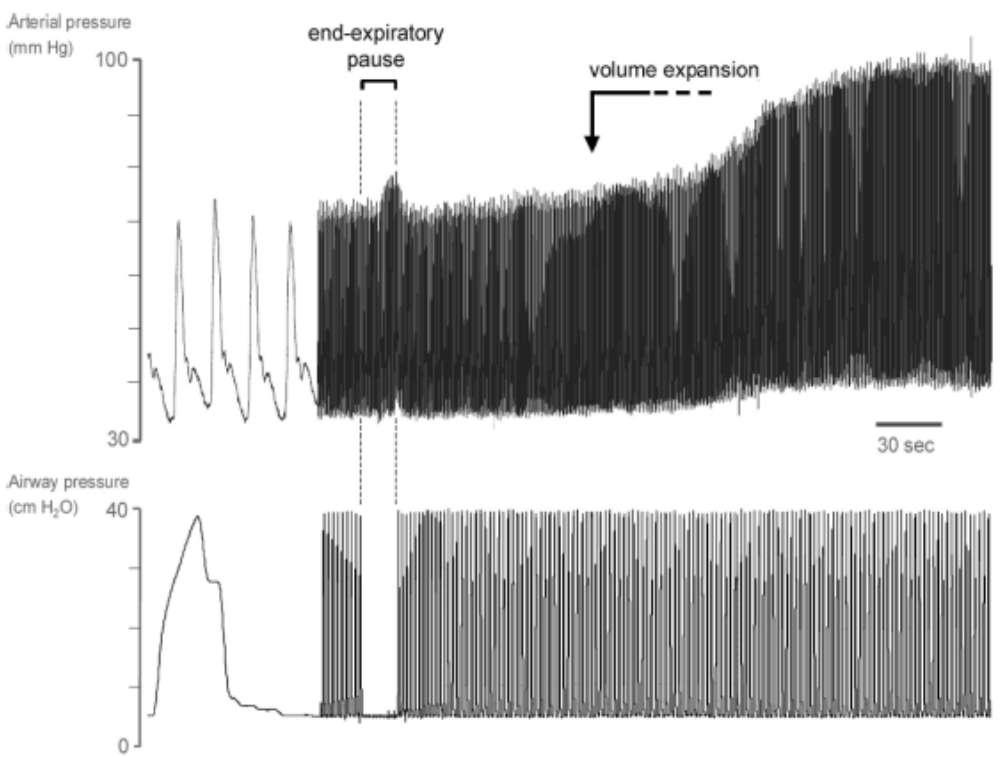 .Arterial pressure
(mm Hg)
end-expiratory
pause
100
volume expansion
30
30 sec
.Airway pressure
(cm H₂O)
40
0